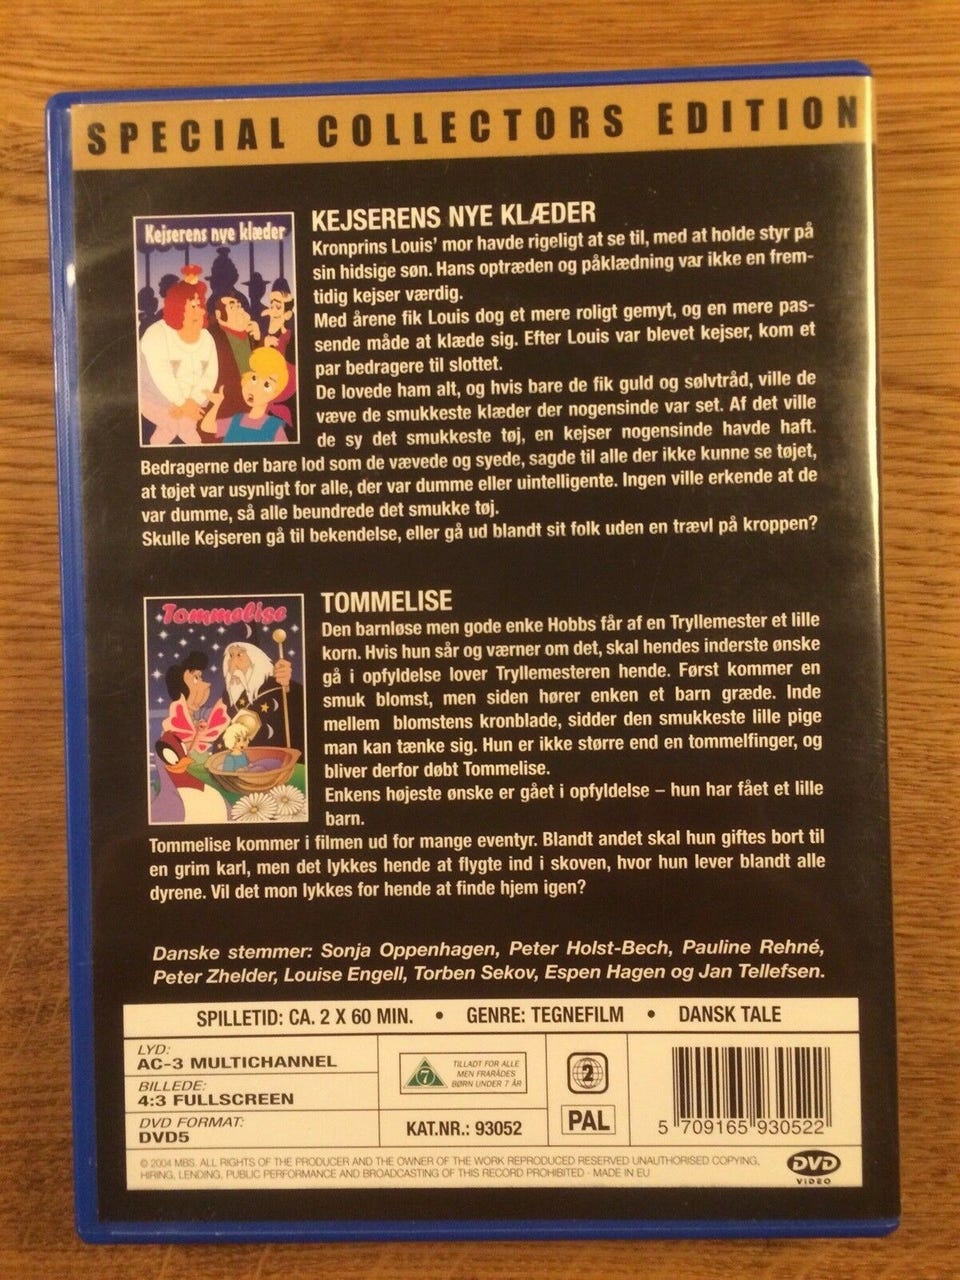 SPECIAL COLLECTORS EDITION
Kejserens nye klæder
KEJSERENS NYE KLÆDER
Kronprins Louis' mor havde rigeligt at se til, med at holde styr på
sin hidsige søn. Hans optræden og påklædning var ikke en frem-
tidig kejser værdig.
Med årene fik Louis dog et mere roligt gemyt, og en mere pas-
sende måde at klæde sig. Efter Louis var blevet kejser, kom et
par bedragere til slottet.
De lovede ham alt, og hvis bare de fik guld og sølvtråd, ville de
væve de smukkeste klæder der nogensinde var set. Af det ville
de sy det smukkeste tøj, en kejser nogensinde havde haft.
Bedragerne der bare lod som de vævede og syede, sagde til alle der ikke kunne se tøjet,
at tøjet var usynligt for alle, der var dumme eller uintelligente. Ingen ville erkende at de
var dumme, så alle beundrede det smukke tøj.
Skulle Kejseren gå til bekendelse, eller gå ud blandt sit folk uden en trævl på kroppen?
Tommelise
TOMMELISE
Den barnløse men gode enke Hobbs får af en Tryllemester et lille
korn. Hvis hun sår og værner om det, skal hendes inderste ønske
gå i opfyldelse lover Tryllemesteren hende. Først kommer en
smuk blomst, men siden hører enken et barn græde. Inde
mellem blomstens kronblade, sidder den smukkeste lille pige
man kan tænke sig. Hun er ikke større end en tommelfinger, og
bliver derfor døbt Tommelise.
Enkens højeste ønske er gået i opfyldelse – hun har fået et lille
barn.
Tommelise kommer i filmen ud for mange eventyr. Blandt andet skal hun giftes bort til
en grim karl, men det lykkes hende at flygte ind i skoven, hvor hun lever blandt alle
dyrene. Vil det mon lykkes for hende at finde hjem igen?
Danske stemmer: Sonja Oppenhagen, Peter Holst-Bech, Pauline Rehné,
Peter Zhelder, Louise Engell, Torben Sekov, Espen Hagen og Jan Tellefsen.
SPILLETID: CA. 2 X 60 MIN. • GENRE: TEGNEFILM • DANSK TALE
LYD:
AC-3 MULTICHANNEL
BILLEDE:
4:3 FULLSCREEN
DVD FORMAT:
DVD5
7
TILLADT FOR ALLE
MEN FRARÅDES
BØRN UNDER 7 ÅR
KAT.NR.: 93052
2
PAL
5 709165 930522
© 2004 MBS. ALL RIGHTS OF THE PRODUCER AND THE OWNER OF THE WORK REPRODUCED RESERVED UNAUTHORISED COPYING,
HIRING, LENDING, PUBLIC PERFORMANCE AND BROADCASTING OF THIS RECORD PROHIBITED - MADE IN EU
DVD
VIDEO